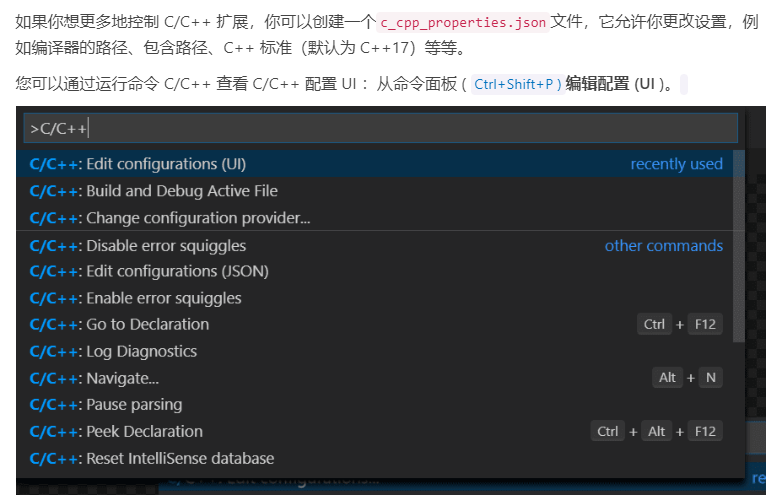 如果你想更多地控制 C/C++ 扩展，你可以创建一个 c_cpp_properties.json 文件，它允许你更改设置，例
如编译器的路径、包含路径、C++ 标准（默认为 C++17）等等。
您可以通过运行命令 C/C++ 查看 C/C++ 配置 UI： 从命令面板 ( Ctrl+Shift+P ) 编辑配置 (UI )。
>C/C++
C/C++: Edit configurations (UI) recently used
C/C++: Build and Debug Active File
C/C++: Change configuration provider...
C/C++: Disable error squiggles other commands
C/C++: Edit configurations (JSON)
C/C++: Enable error squiggles
C/C++: Go to Declaration Ctrl + F12
C/C++: Log Diagnostics
C/C++: Navigate... Alt + N
C/C++: Pause parsing
C/C++: Peek Declaration Ctrl + Alt + F12
C/C++: Reset IntelliSense database